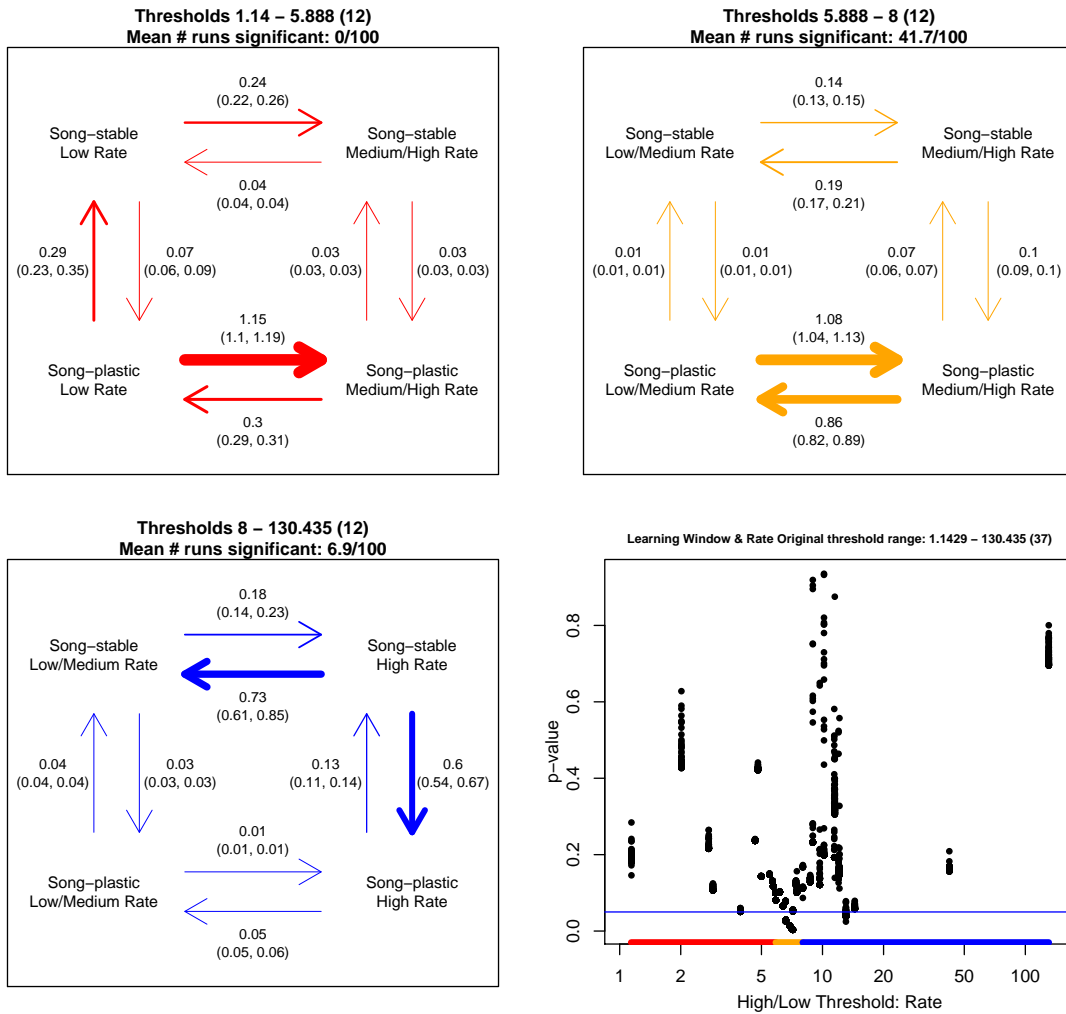 Thresholds 1.14 − 5.888 (12)
Mean # runs significant: 0/100
0.24
(0.22, 0.26)
Song−stable
Low Rate
Song−stable
Medium/High Rate
0.04
(0.04, 0.04)
0.29
(0.23, 0.35)
0.07
(0.06, 0.09)
0.03
(0.03, 0.03)
0.03
(0.03, 0.03)
1.15
(1.1, 1.19)
Song−plastic
Low Rate
Song−plastic
Medium/High Rate
0.3
(0.29, 0.31)
Thresholds 5.888 − 8 (12)
Mean # runs significant: 41.7/100
0.14
(0.13, 0.15)
Song−stable
Low/Medium Rate
Song−stable
Medium/High Rate
0.19
(0.17, 0.21)
0.01
(0.01, 0.01)
0.01
(0.01, 0.01)
0.07
(0.06, 0.07)
0.1
(0.09, 0.1)
1.08
(1.04, 1.13)
Song−plastic
Low/Medium Rate
Song−plastic
Medium/High Rate
0.86
(0.82, 0.89)
Thresholds 8 − 130.435 (12)
Mean # runs significant: 6.9/100
0.18
(0.14, 0.23)
Song−stable
Low/Medium Rate
Song−stable
High Rate
0.73
(0.61, 0.85)
0.04
(0.04, 0.04)
0.03
(0.03, 0.03)
0.13
(0.11, 0.14)
0.6
(0.54, 0.67)
0.01
(0.01, 0.01)
Song−plastic
Low/Medium Rate
Song−plastic
High Rate
0.05
(0.05, 0.06)
Learning Window & Rate Original threshold range: 1.1429 − 130.435 (37)
p−value
0.8
0.6
0.4
0.2
0.0
1 2 5 10 20 50 100
High/Low Threshold: Rate